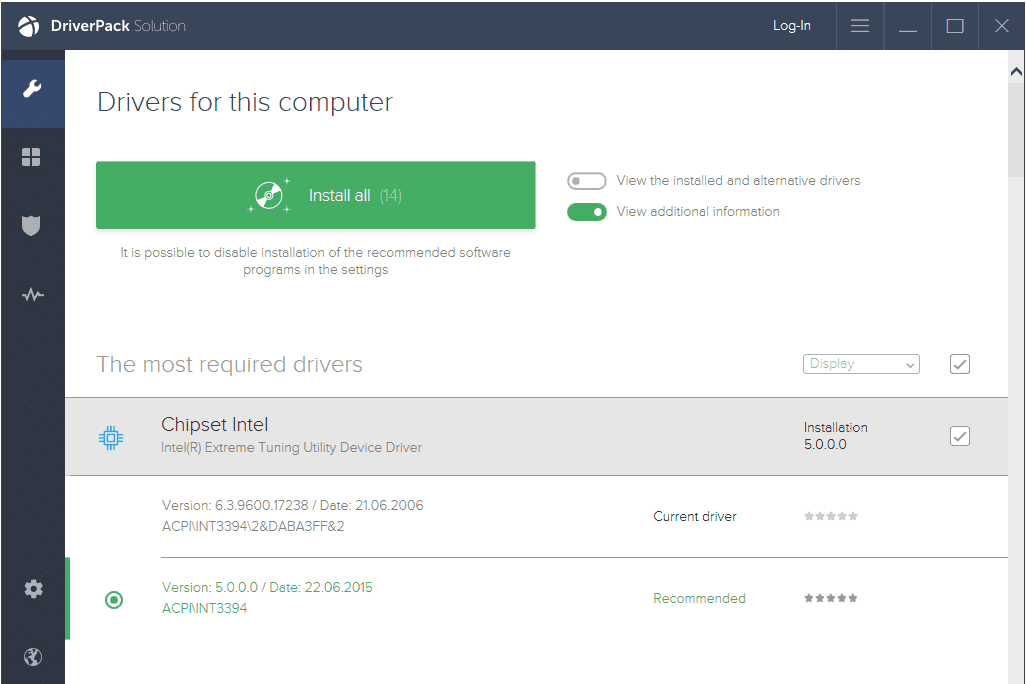 DriverPack Solution
Log-In
Drivers for this computer
Install all (14)
View the installed and alternative drivers
View additional information
It is possible to disable installation of the recommended software
programs in the settings
The most required drivers
Display
Chipset Intel
Intel(R) Extreme Tuning Utility Device Driver
Installation
5.0.0.0
Version: 6.3.9600.17238 / Date: 21.06.2006
ACPI\INT3394\2&DABA3FF&2
Current driver
Version: 5.0.0.0 / Date: 22.06.2015
ACPI\INT3394
Recommended